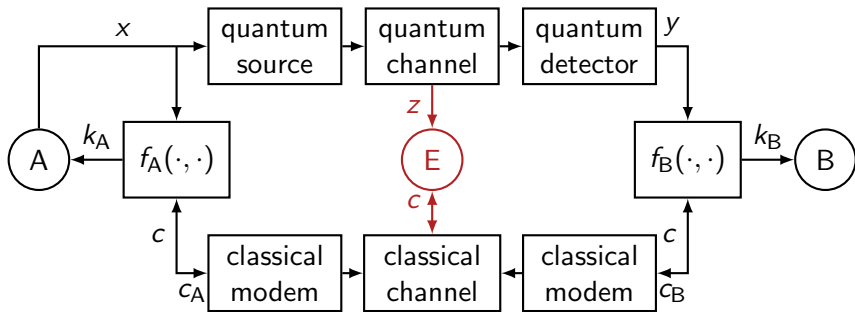 x
quantum
source
quantum
channel
quantum
detector
y
z
k_A
k_B
A
f_A(·,·)
E
f_B(·,·)
B
c
c
c
c_A
classical
modem
classical
channel
classical
modem
c_B